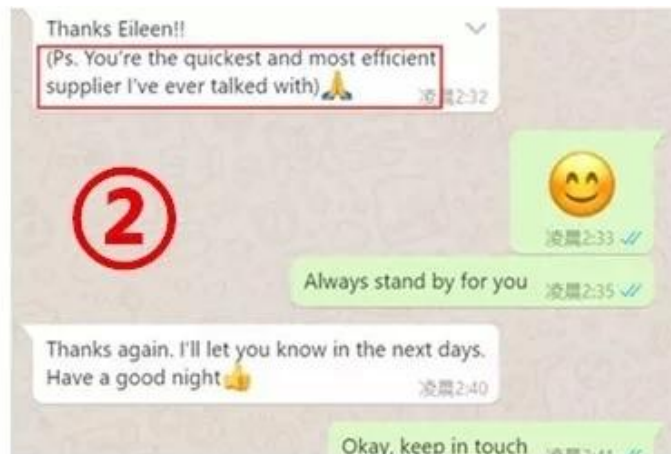 Thanks Eileen!!
(Ps. You're the quickest and most efficient
supplier I've ever talked with)🙏
凌晨2:32
②
😊
凌晨2:33
Always stand by for you 凌晨2:35
Thanks again. I'll let you know in the next days.
Have a good night👍
凌晨2:40
Okay, keep in touch